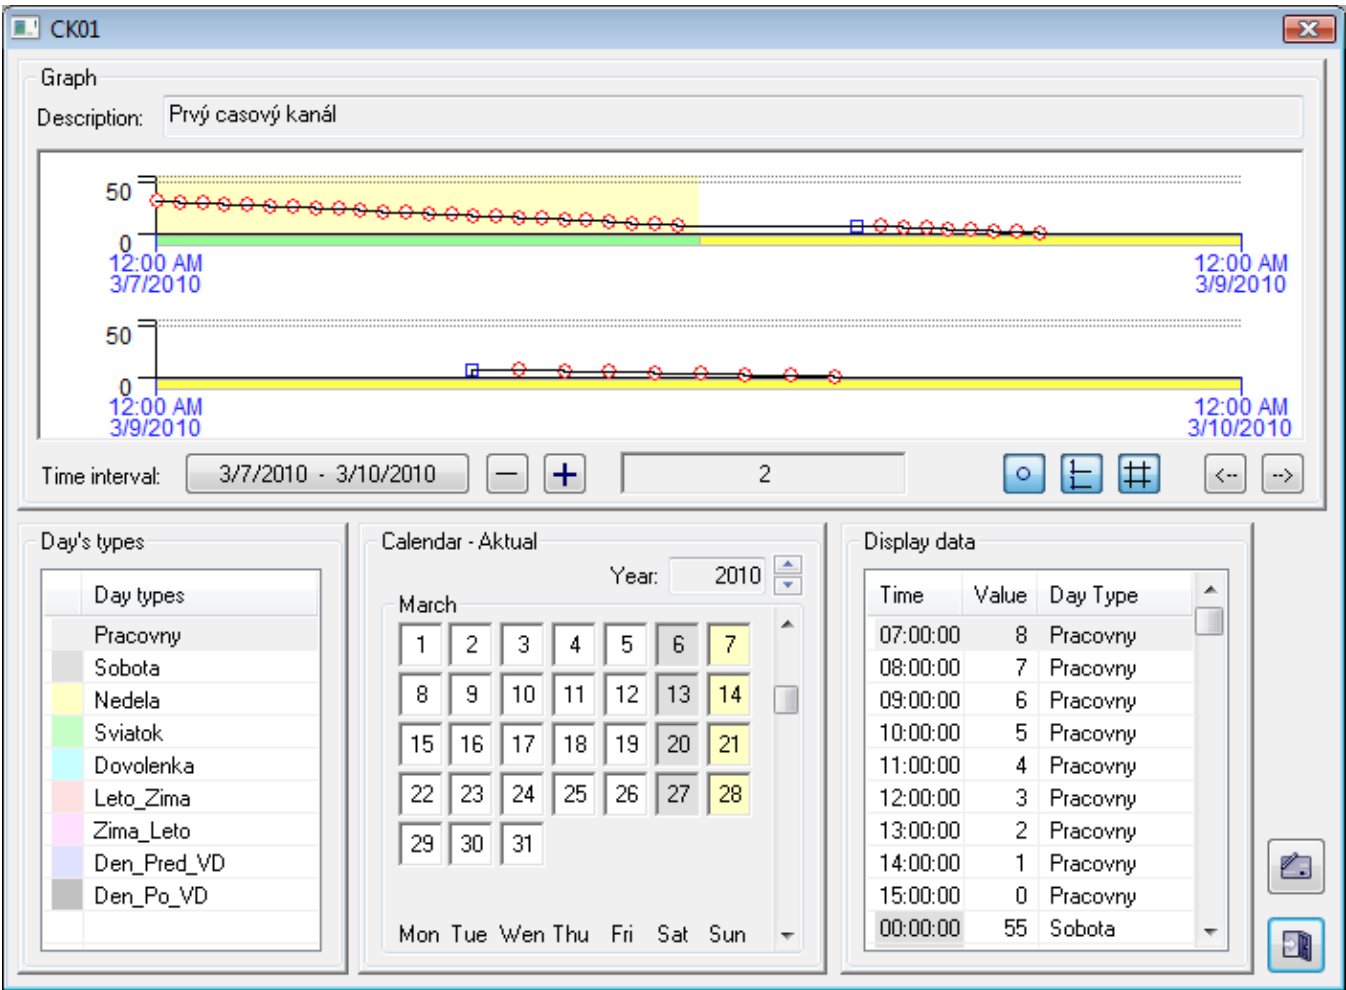 CK01
Graph
Description: Prvý casový kanál
50
0
12:00 AM 12:00 AM
3/7/2010 3/9/2010
50
0
12:00 AM 12:00 AM
3/9/2010 3/10/2010
Time interval: 3/7/2010 - 3/10/2010 — + 2 <-- -->
Day's types
Day types
Pracovny
Sobota
Nedela
Sviatok
Dovolenka
Leto_Zima
Zima_Leto
Den_Pred_VD
Den_Po_VD
Calendar - Aktual
Year: 2010
March
1 2 3 4 5 6 7
8 9 10 11 12 13 14
15 16 17 18 19 20 21
22 23 24 25 26 27 28
29 30 31
Mon Tue Wen Thu Fri Sat Sun
Display data
Time Value Day Type
07:00:00 8 Pracovny
08:00:00 7 Pracovny
09:00:00 6 Pracovny
10:00:00 5 Pracovny
11:00:00 4 Pracovny
12:00:00 3 Pracovny
13:00:00 2 Pracovny
14:00:00 1 Pracovny
15:00:00 0 Pracovny
00:00:00 55 Sobota